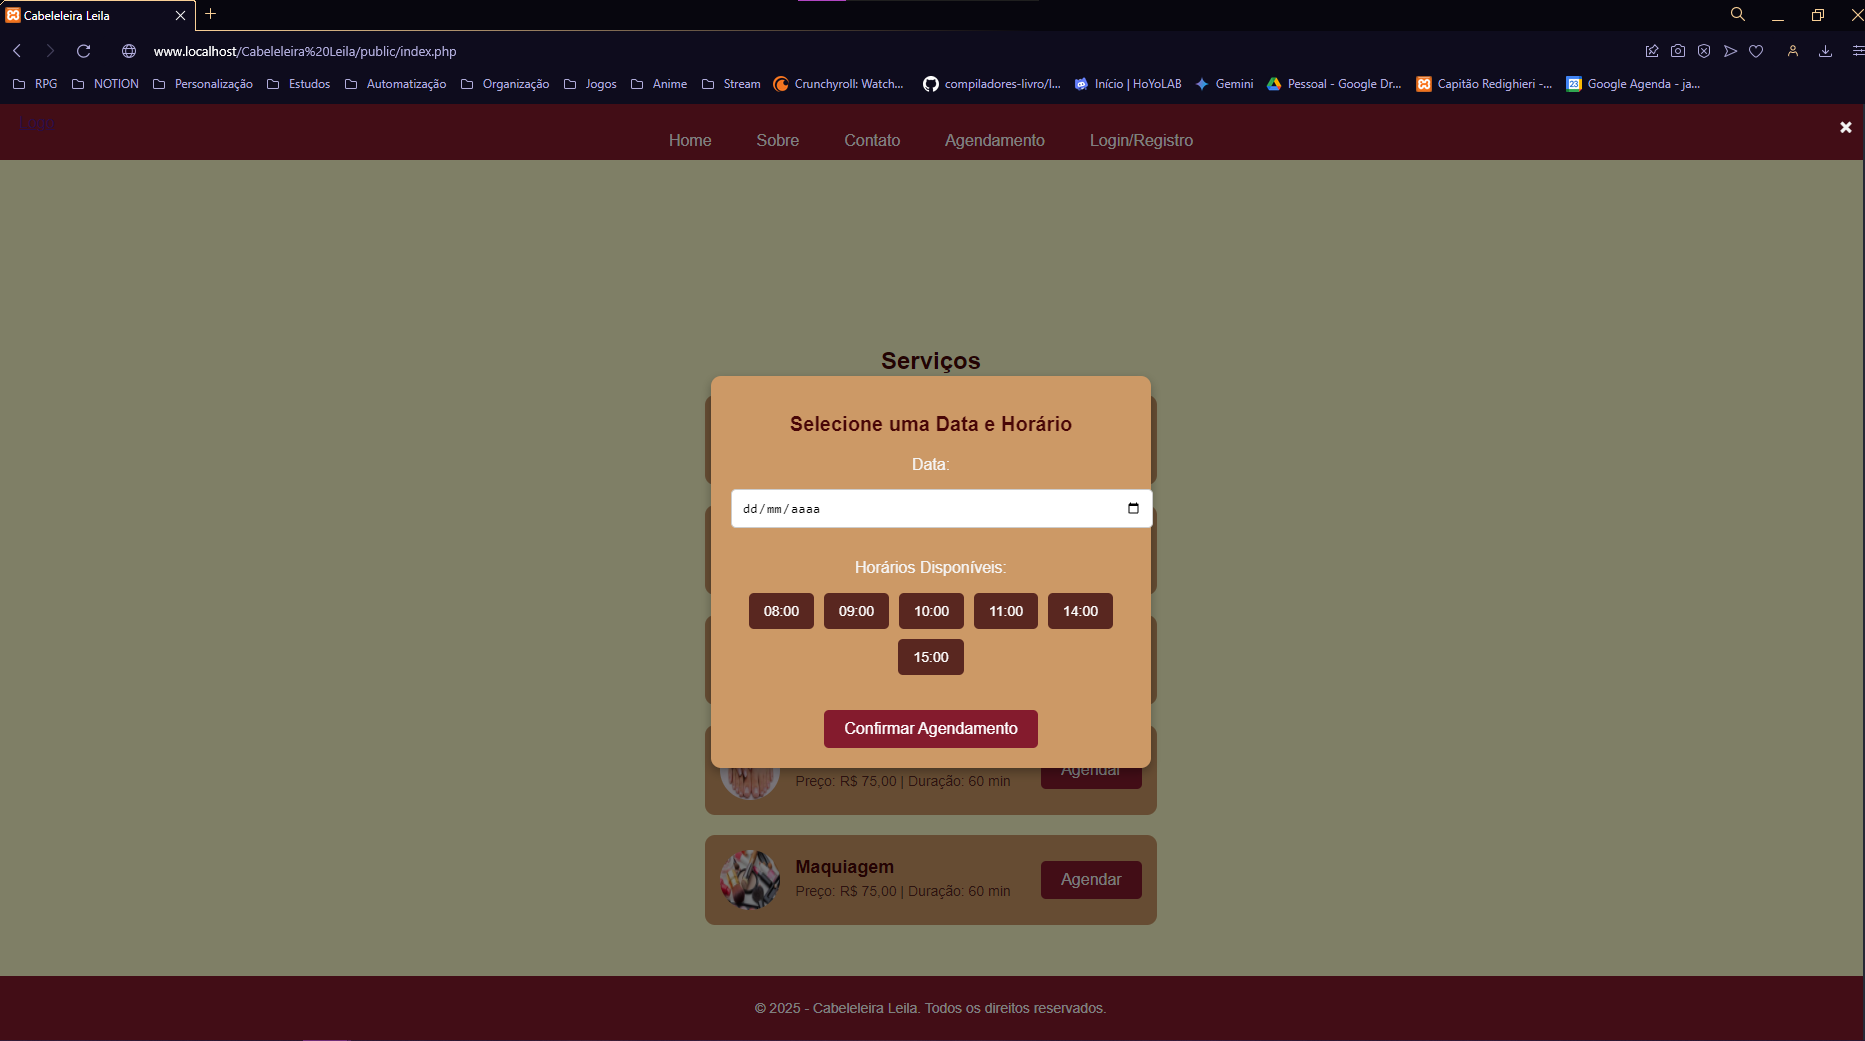 Cabeleleira Leila
www.localhost/Cabeleleira%20Leila/public/index.php
RPG NOTION Personalização Estudos Automatização Organização Jogos Anime Stream Crunchyroll: Watch... compiladores-livro/l... Início | HoYoLAB Gemini Pessoal - Google Dr... Capitão Redighieri -... 23 Google Agenda - ja...
Login
Home Sobre Contato Agendamento Login/Registro
Serviços
Selecione uma Data e Horário
Data:
dd/mm/aaaa
Horários Disponíveis:
08:00 09:00 10:00 11:00 14:00
15:00
Confirmar Agendamento
Agendar
Preço: R$ 75,00 | Duração: 60 min
Maquiagem
Preço: R$ 75,00 | Duração: 60 min
Agendar
© 2025 - Cabeleleira Leila. Todos os direitos reservados.